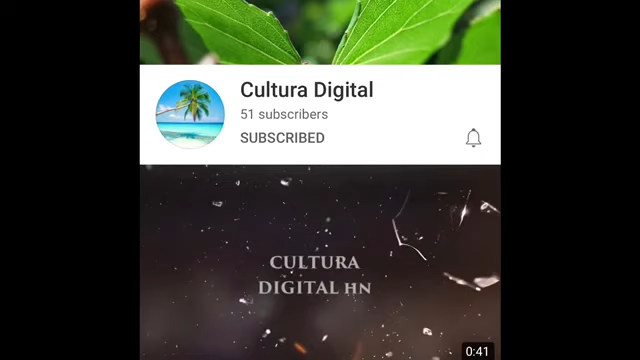 Cultura Digital
51 subscribers
SUBSCRIBED
CULTURA
DIGITAL HN
0:41